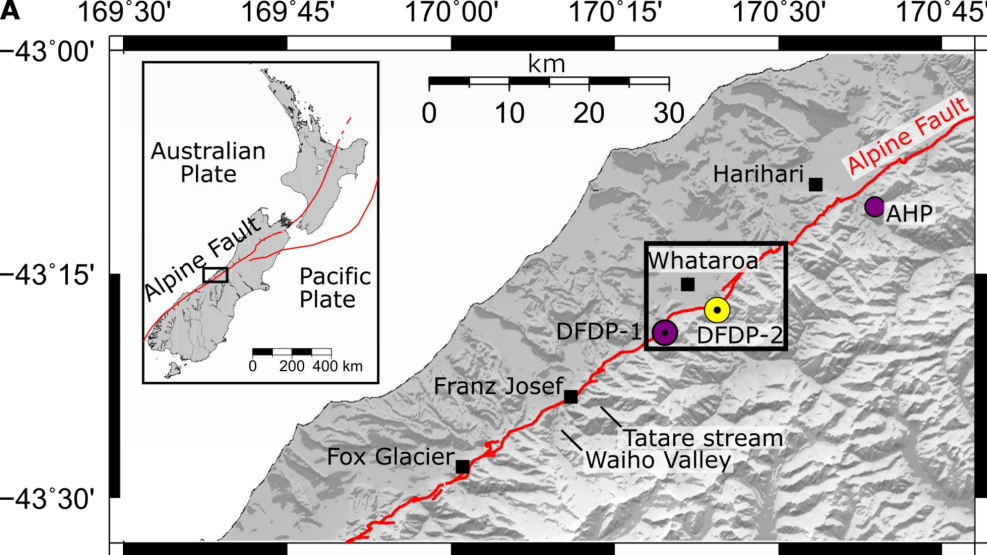 A
169˚30'
169˚45'
170˚00'
170˚15'
170˚30'
170˚45'
−43˚00'
−43˚15'
−43˚30'
km
0 10 20 30
Australian
Plate
Alpine Fault
Pacific
Plate
0 200 400 km
Alpine Fault
Harihari
AHP
Whataroa
DFDP-1
DFDP-2
Franz Josef
Tatare stream
Waiho Valley
Fox Glacier